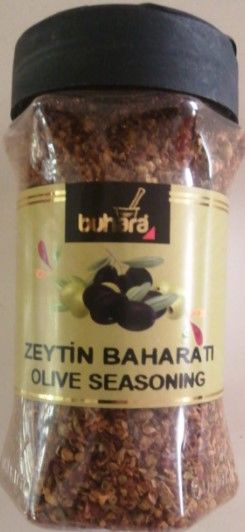 buhara
ZEYTİN BAHARATI
OLIVE SEASONING